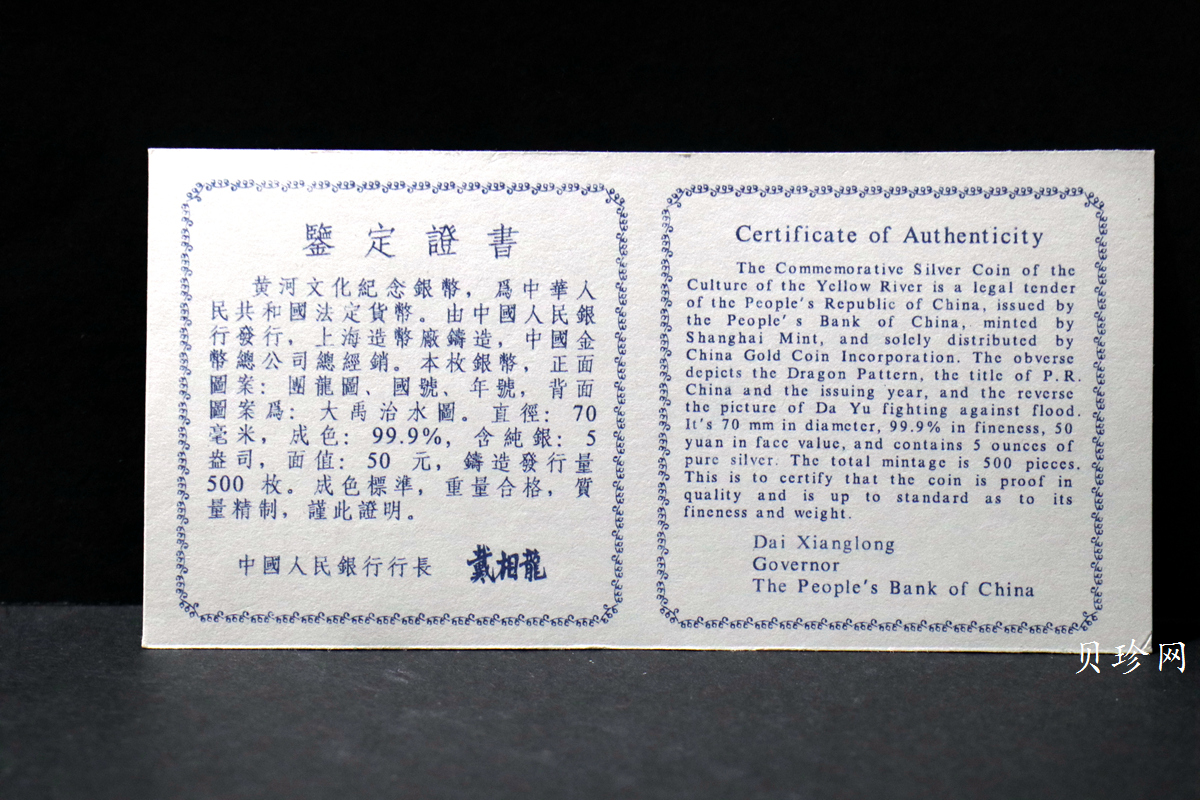 鑒定證書
黄河文化紀念銀幣，爲中華人
民共和國法定貨幣。由中國人民銀
行發行，上海造幣廠鑄造，中國金
幣總公司總經銷。本枚銀幣，正面
圖案：團龍圖、國號、年號，背面
圖案爲：大禹治水圖。直徑：70
毫米，成色：99.9%，含純銀：5
盎司，面值：50 元，鑄造發行量
500 枚。成色標準，重量合格，質
量精制，謹此證明。
中國人民銀行行長 戴相龍
Certificate of Authenticity
The Commemorative Silver Coin of the
Culture of the Yellow River is a legal tender
of the People's Republic of China, issued by
the People's Bank of China, minted by
Shanghai Mint, and solely distributed by
China Gold Coin Incorporation. The obverse
depicts the Dragon Pattern, the title of P.R.
China and the issuing year, and the reverse
the picture of Da Yu fighting against flood.
It's 70 mm in diameter, 99.9% in fineness, 50
yuan in face value, and contains 5 ounces of
pure silver. The total mintage is 500 pieces.
This is to certify that the coin is proof in
quality and is up to standard as to its
fineness and weight.
Dai Xianglong
Governor
The People's Bank of China
贝珍网